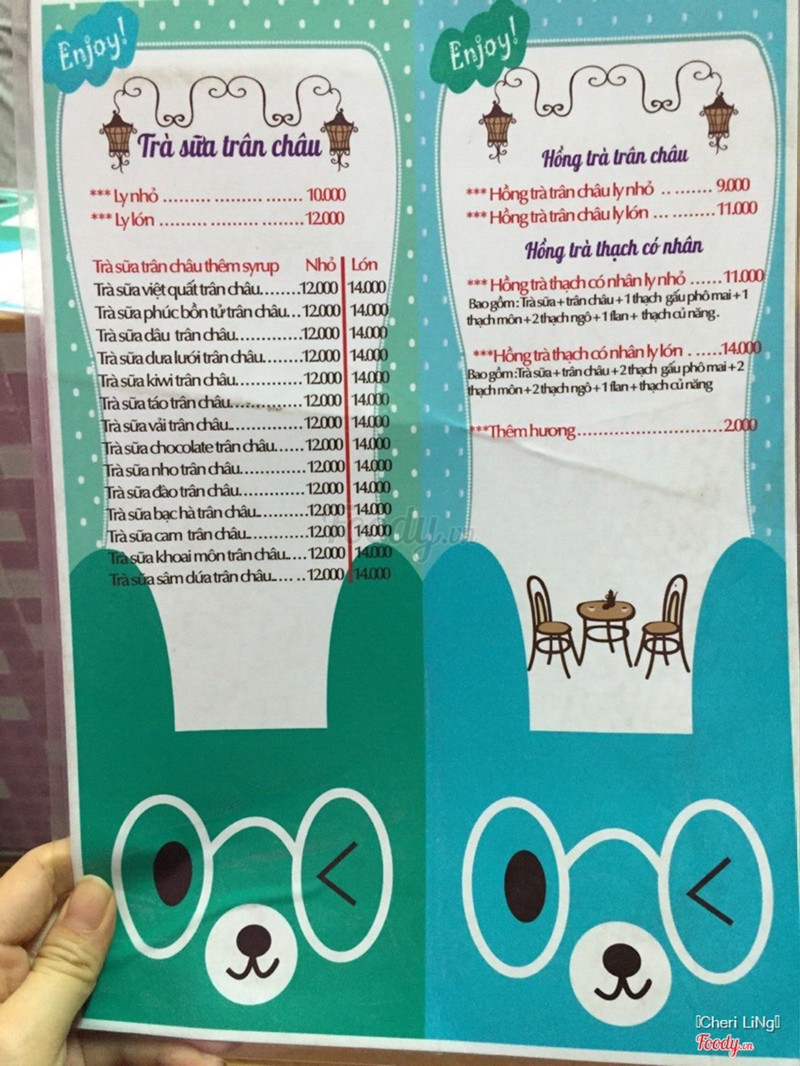 Enjoy!
Trà sữa trân châu
*** Ly nhỏ ......... .......... ...... ....... 10.000
*** Ly lớn .......... .......... ............ 12.000
Trà sữa trân châu thêm syrup Nhỏ Lớn
Trà sữa việt quất trân châu........12.000 14.000
Trà sữa phúc bồn tử trân châu...12.000 14.000
Trà sữa dâu trân châu..............12.000 14.000
Trà sữa dưa lưới trân châu.........12.000 14.000
Trà sữa kiwi trân châu..............12.000 14.000
Trà sữa táo trân châu...............12.000 14.000
Trà sữa vải trân châu...............12.000 14.000
Trà sữa chocolate trân châu......12.000 14.000
Trà sữa nho trân châu..............12.000 14.000
Trà sữa đào trân châu..............12.000 14.000
Trà sữa bạc hà trân châu...........12.000 14.000
Trà sữa cam trân châu.............12.000 14.000
Trà sữa khoai môn trân châu.....12.000 14.000
Trà sữa sâm dứa trân châu..... ..12.000 14.000
Enjoy!
Hồng trà trân châu
*** Hồng trà trân châu ly nhỏ .. ....... 9.000
*** Hồng trà trân châu ly lớn ... ........11.000
Hồng trà thạch có nhân
*** Hồng trà thạch có nhân ly nhỏ ......11.000
Bao gồm : Trà sữa + trân châu + 1 thạch gấu phô mai + 1
thạch môn + 2 thạch ngô + 1 flan + thạch củ năng .
***Hồng trà thạch có nhân ly lớn . .....14.000
Bao gồm :Trà sữa + trân châu + 2 thạch gấu phô mai + 2
thạch môn + 2 thạch ngô + 1 flan + thạch củ năng
***Thêm hương............................2.000
Foody.vn
Cheri LiNg
Foody.vn